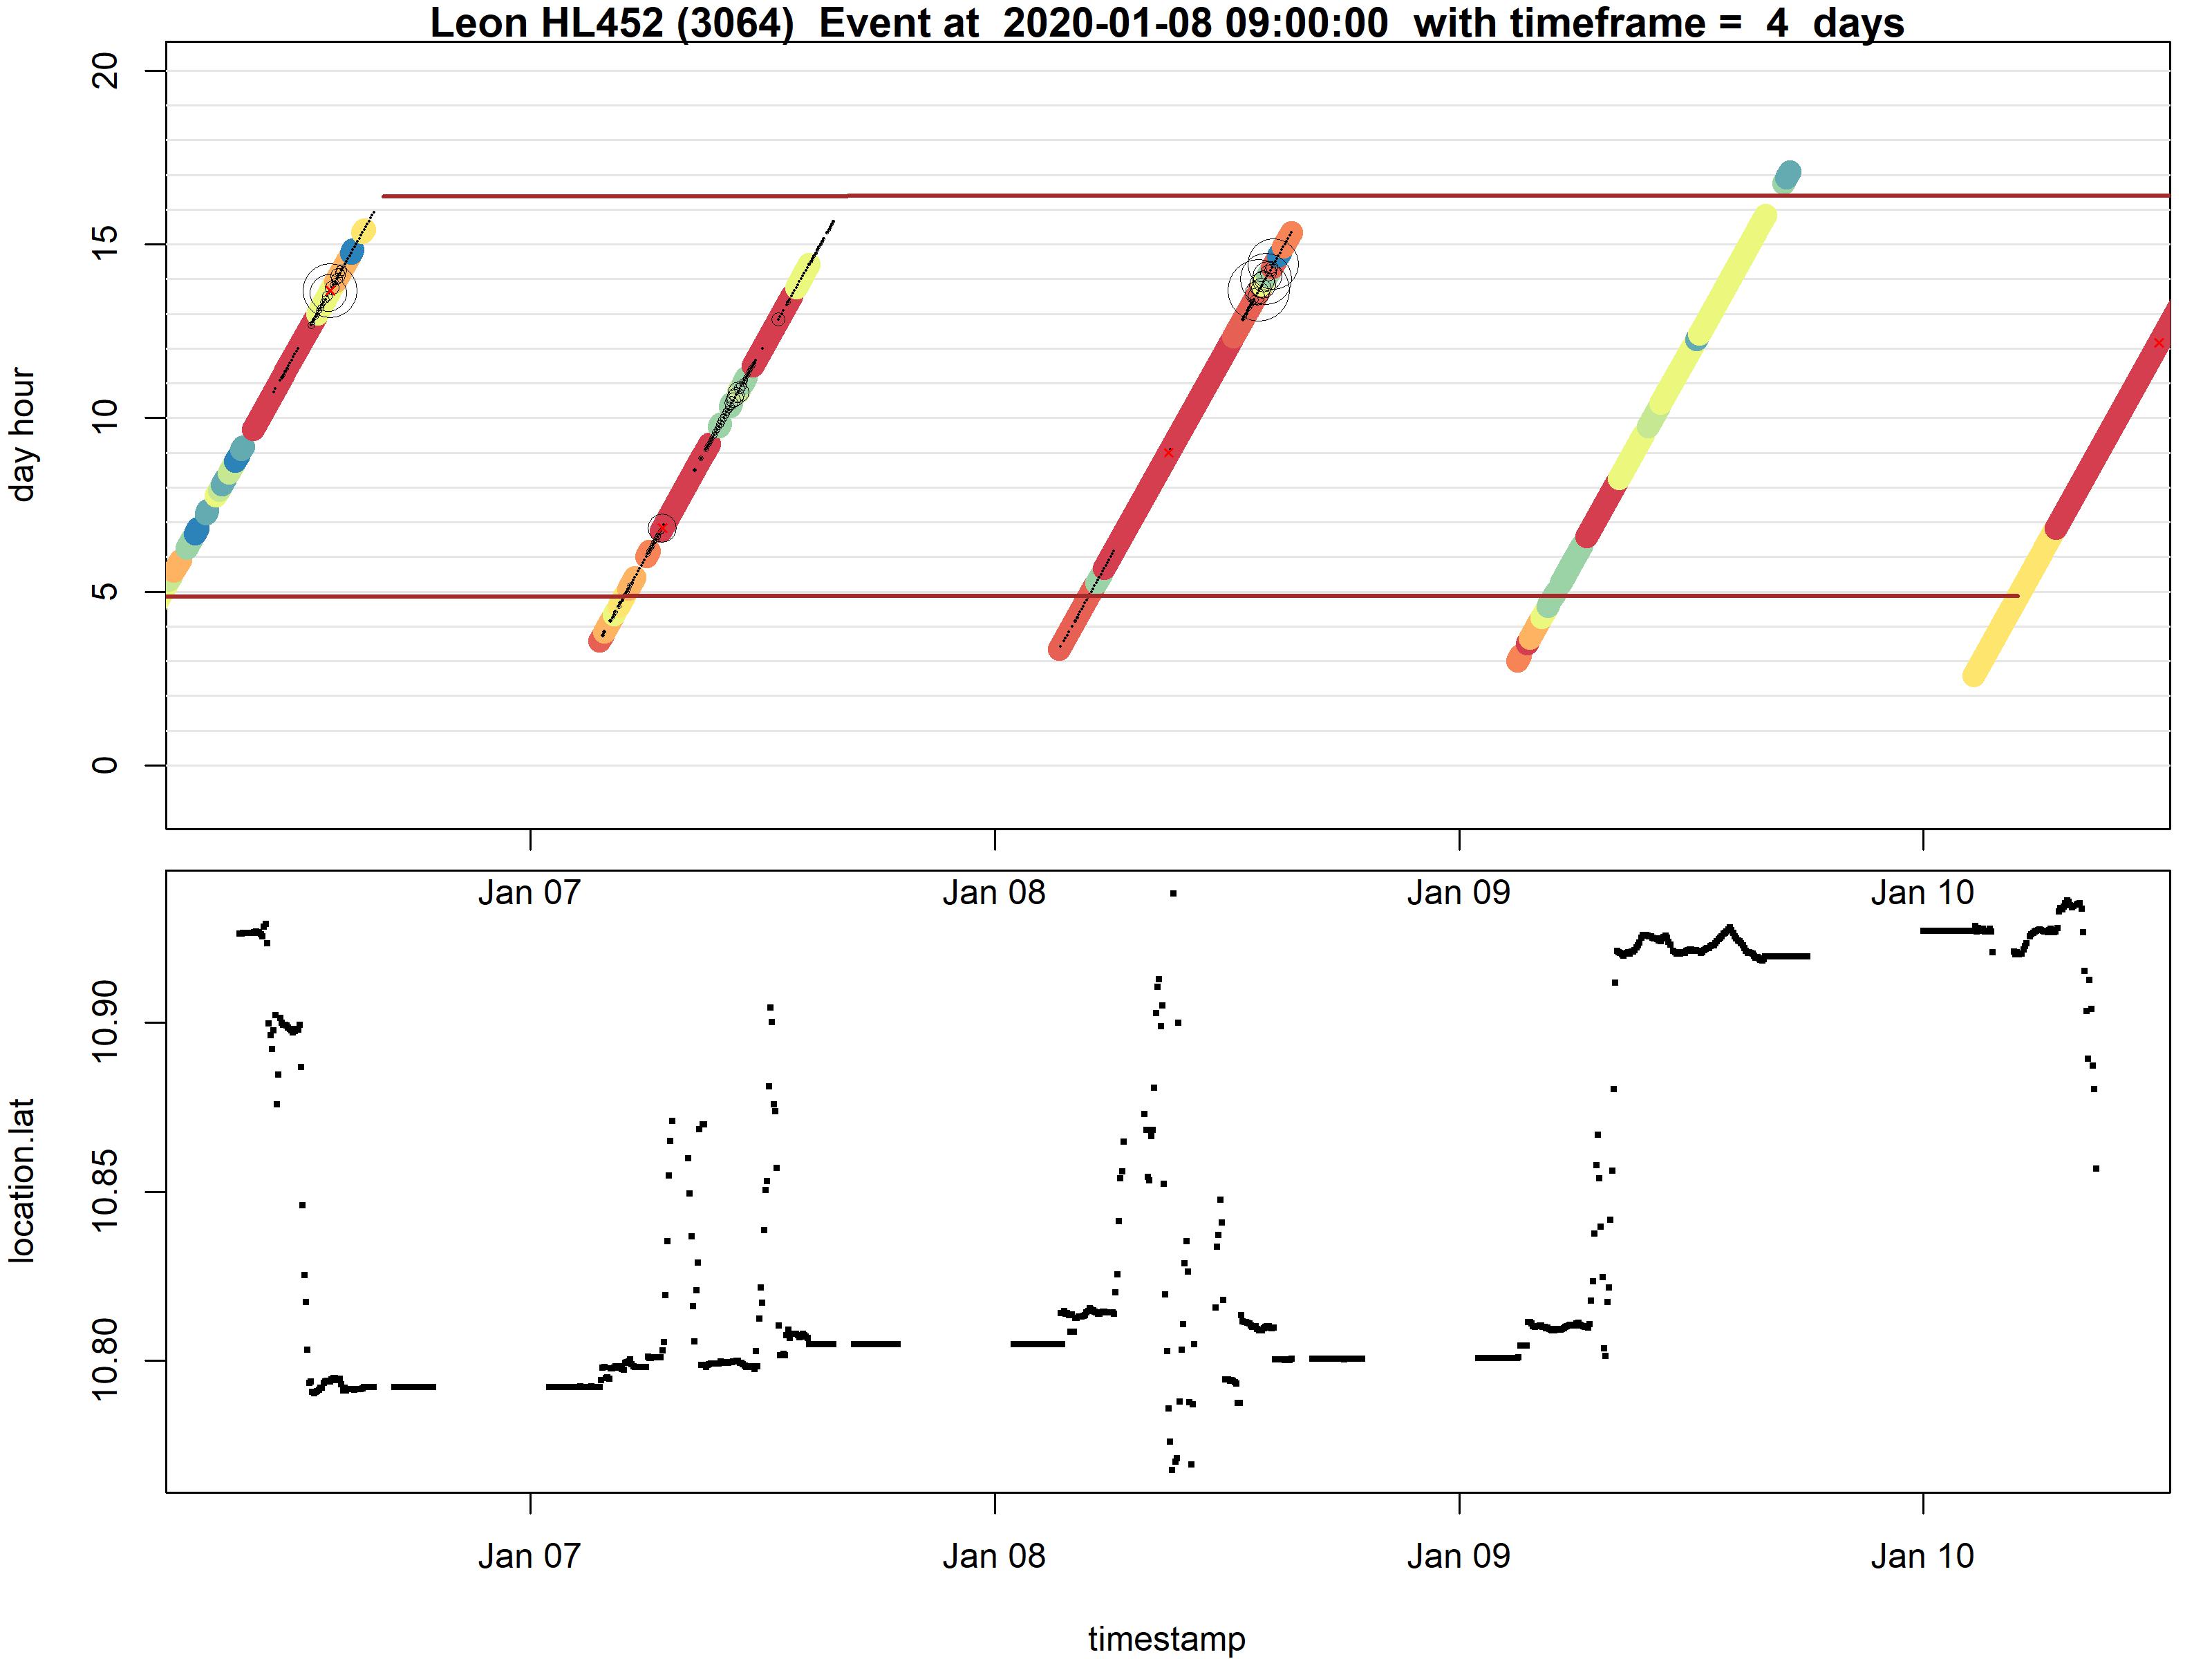 Leon HL452 (3064)  Event at  2020-01-08 09:00:00  with timeframe =  4  days
20
15
10
5
0
day hour
Jan 07 Jan 08 Jan 09 Jan 10
10.90
10.85
10.80
location.lat
Jan 07 Jan 08 Jan 09 Jan 10
timestamp